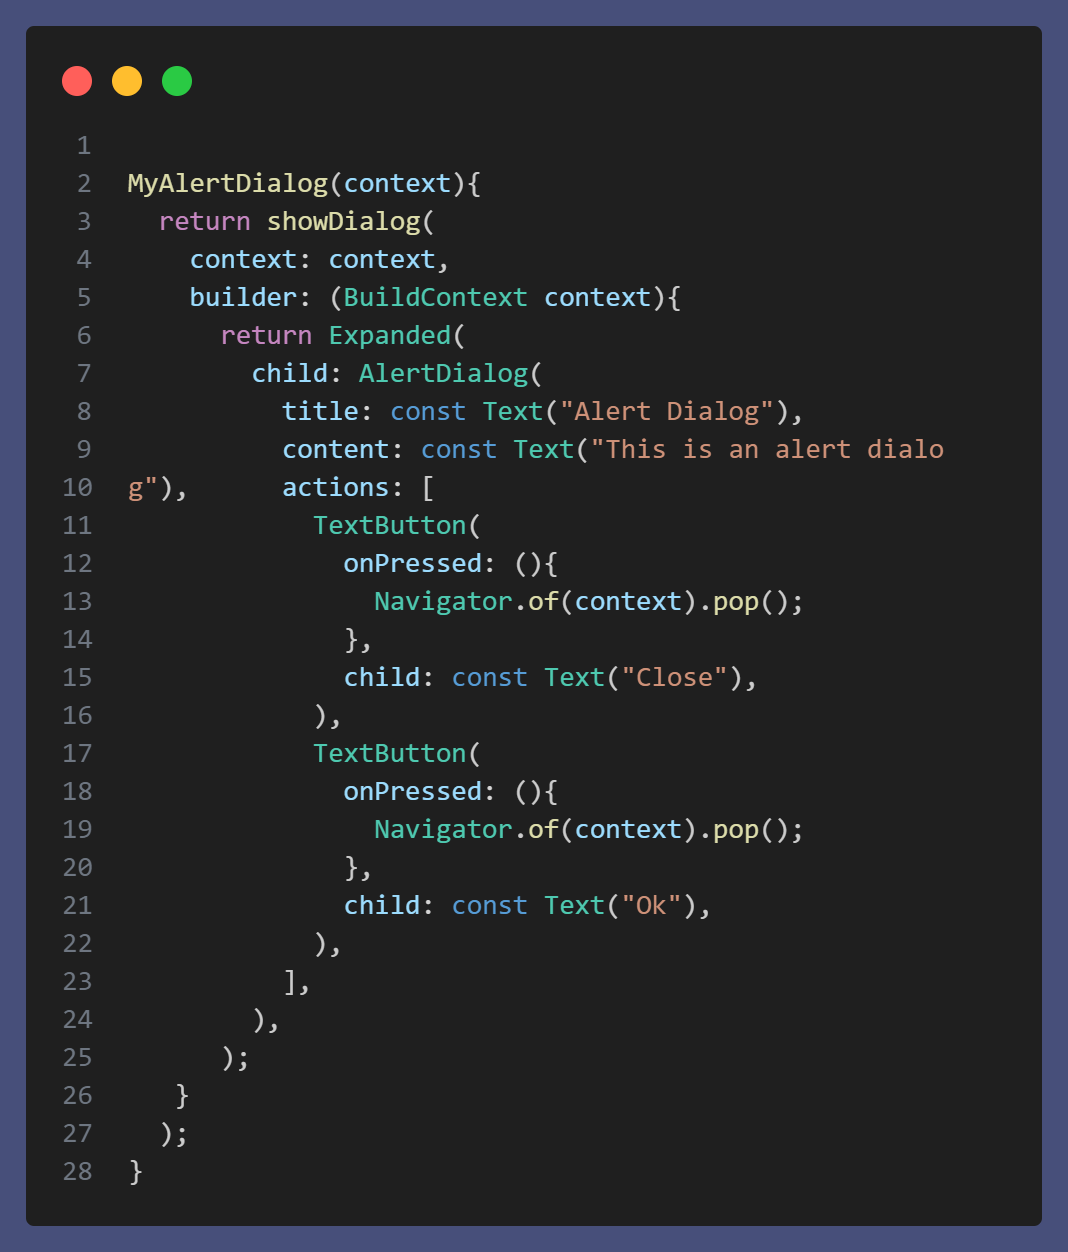 1
2 MyAlertDialog(context){
3   return showDialog(
4     context: context,
5     builder: (BuildContext context){
6       return Expanded(
7         child: AlertDialog(
8           title: const Text("Alert Dialog"),
9           content: const Text("This is an alert dialo
10 g"),      actions: [
11             TextButton(
12               onPressed: (){
13                 Navigator.of(context).pop();
14               },
15               child: const Text("Close"),
16             ),
17             TextButton(
18               onPressed: (){
19                 Navigator.of(context).pop();
20               },
21               child: const Text("Ok"),
22             ),
23           ],
24         ),
25       );
26    }
27   );
28 }